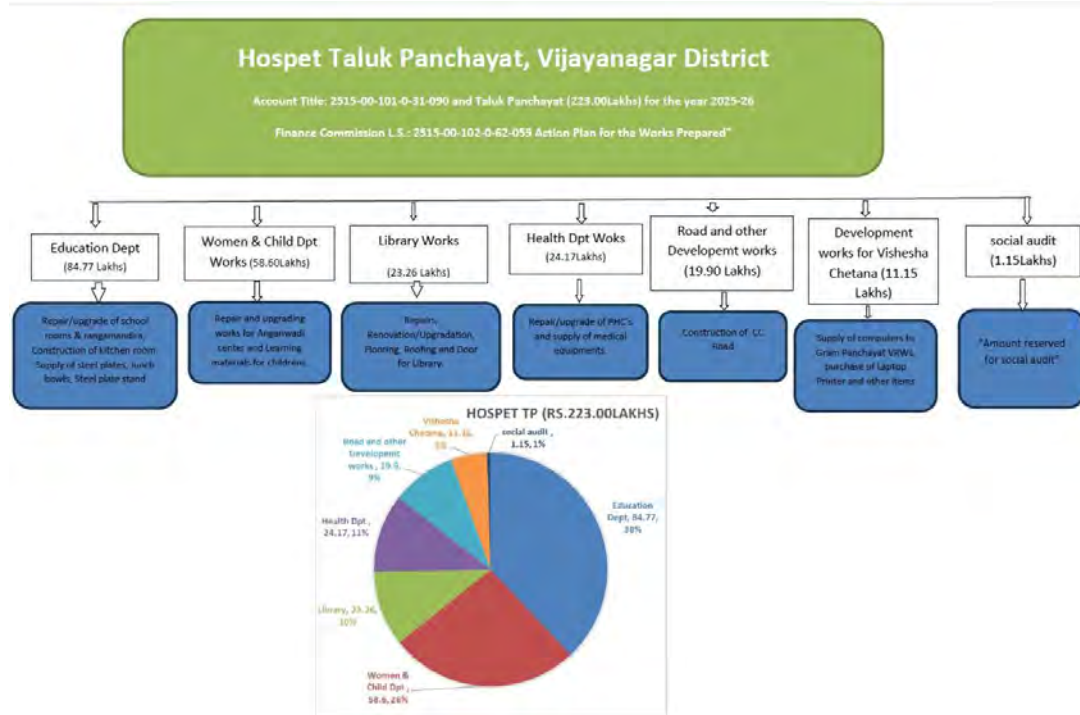 Hospet Taluk Panchayat, Vijayanagar District
Account Title: 2515-00-101-0-31-090 and Taluk Panchayat (223.00Lakhs) for the year 2025-26
Finance Commission L.S.: 2515-00-102-0-62-059 Action Plan for the Works Prepared"
Education Dept
(84.77 Lakhs)
Women & Child Dpt
Works (58.60Lakhs)
Library Works
(23.26 Lakhs)
Health Dpt Woks
(24.17Lakhs)
Road and other
Developemt works
(19.90 Lakhs)
Development
works for Vishesha
Chetana (11.15
Lakhs)
social audit
(1.15Lakhs)
Repair/upgrade of school
rooms & rangamandira,
Construction of kitchen room
Supply of steel plates, lunch
bowls, Steel plate stand
Repair and upgrading
works for Anganwadi
center and Learning
materials for childrens.
Repairs,
Renovation/Upgradation,
Roofing and Door
for Library.
Repair/upgrade of PHC's
and supply of medical
equipments.
Construction of CC
Road
Supply of computers to
Gram Panchayat VRWs,
purchase of Laptop
Printer and other items
"Amount reserved
for social audit"
HOSPET TP (RS.223.00LAKHS)
Vishesha
Chetana,
5%
social audit ,
1.15, 1%
Road and other
Developemt
works , 19.9,
9%
Education
Dept, 84.77,
38%
Health Dpt ,
24.17, 11%
Library, 23.26,
10%
Women &
Child Dpt ,
58.6, 26%